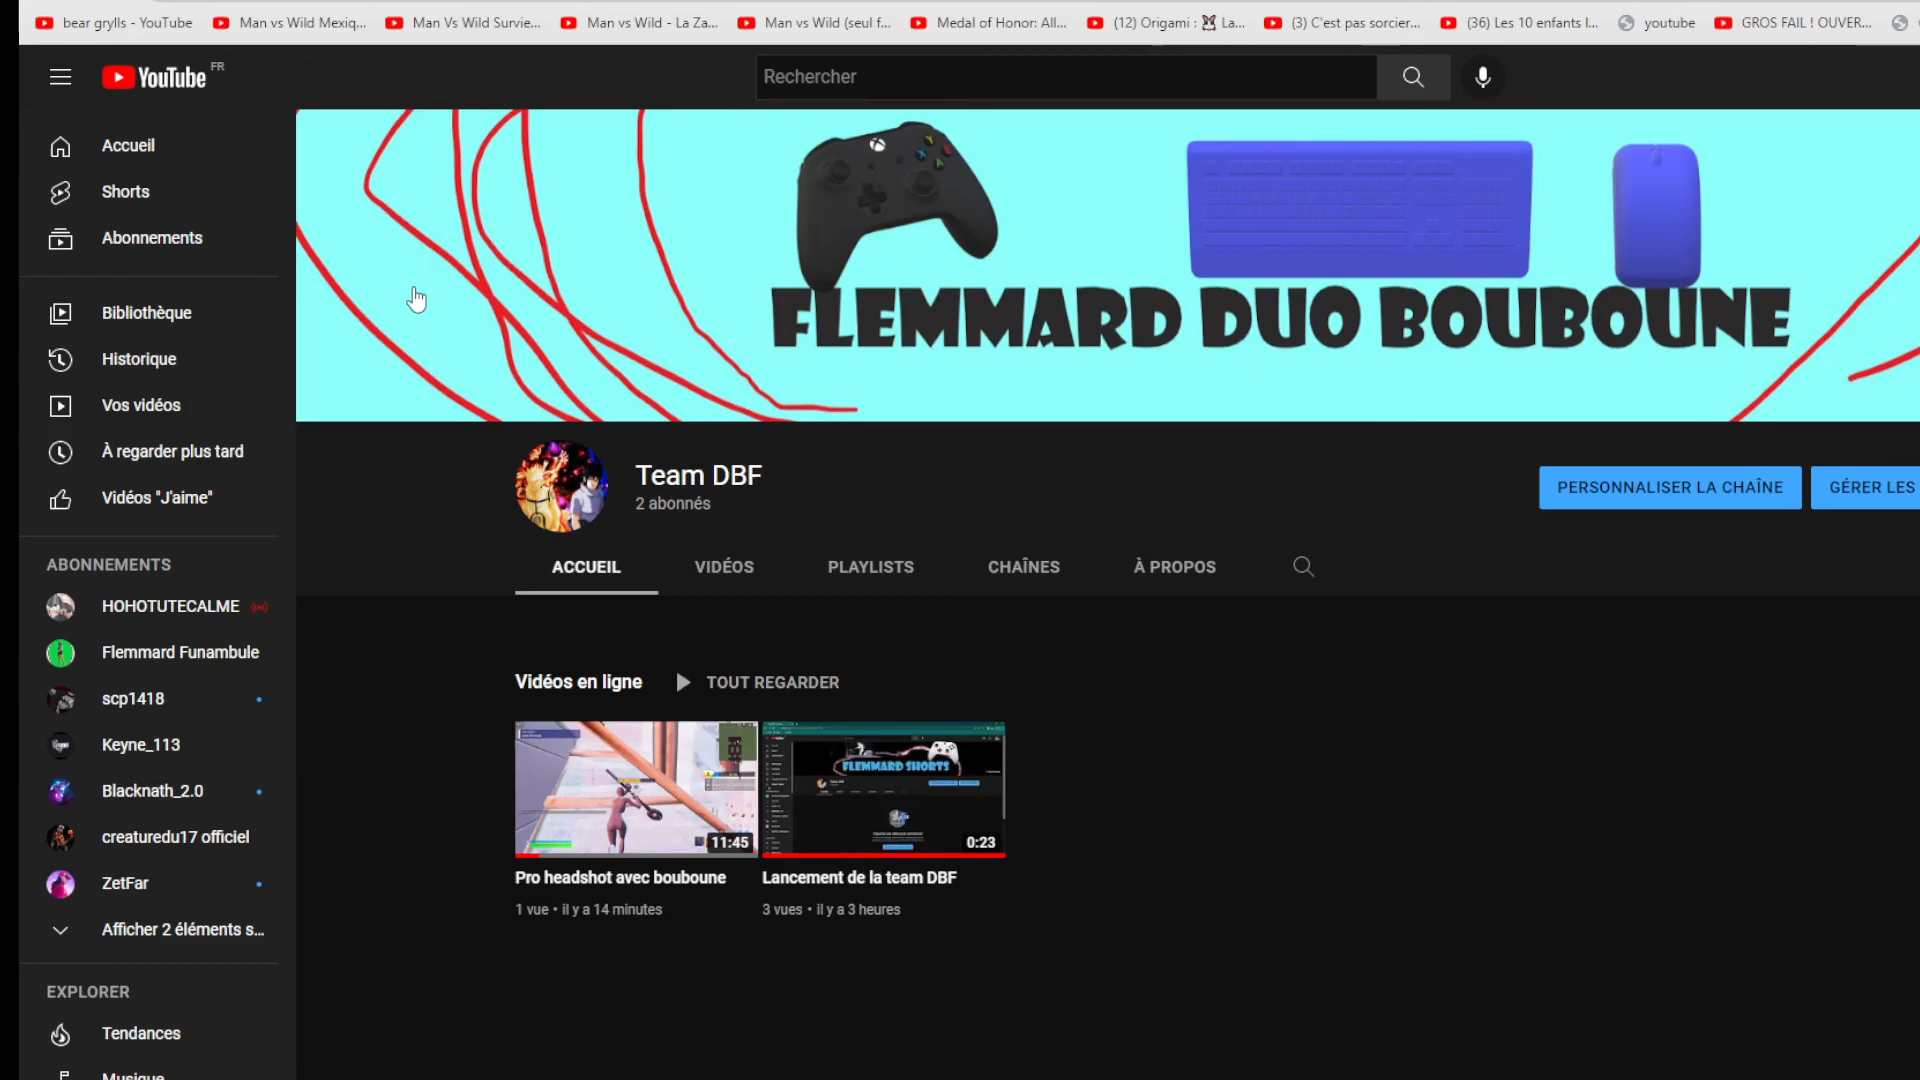 bear grylls - YouTube
Man vs Wild Mexiq...
Man Vs Wild Survie...
Man vs Wild - La Za...
Man vs Wild (seul f...
Medal of Honor: All...
(12) Origami : 🐰 La...
(3) C'est pas sorcier...
(36) Les 10 enfants l...
youtube
GROS FAIL ! OUVER...
YouTube FR
Rechercher
Accueil
Shorts
Abonnements
Bibliothèque
Historique
Vos vidéos
À regarder plus tard
Vidéos "J'aime"
ABONNEMENTS
HOHOTUTECALME
Flemmard Funambule
scp1418
Keyne_113
Blacknath_2.0
creaturedu17 officiel
ZetFar
Afficher 2 éléments s...
EXPLORER
Tendances
Musique
FLEMMARD DUO BOUBOUNE
Team DBF
2 abonnés
PERSONNALISER LA CHAÎNE
GÉRER LES
ACCUEIL
VIDÉOS
PLAYLISTS
CHAÎNES
À PROPOS
Vidéos en ligne
TOUT REGARDER
11:45
FLEMMARD SHORTS
0:23
Pro headshot avec bouboune
1 vue • il y a 14 minutes
Lancement de la team DBF
3 vues • il y a 3 heures